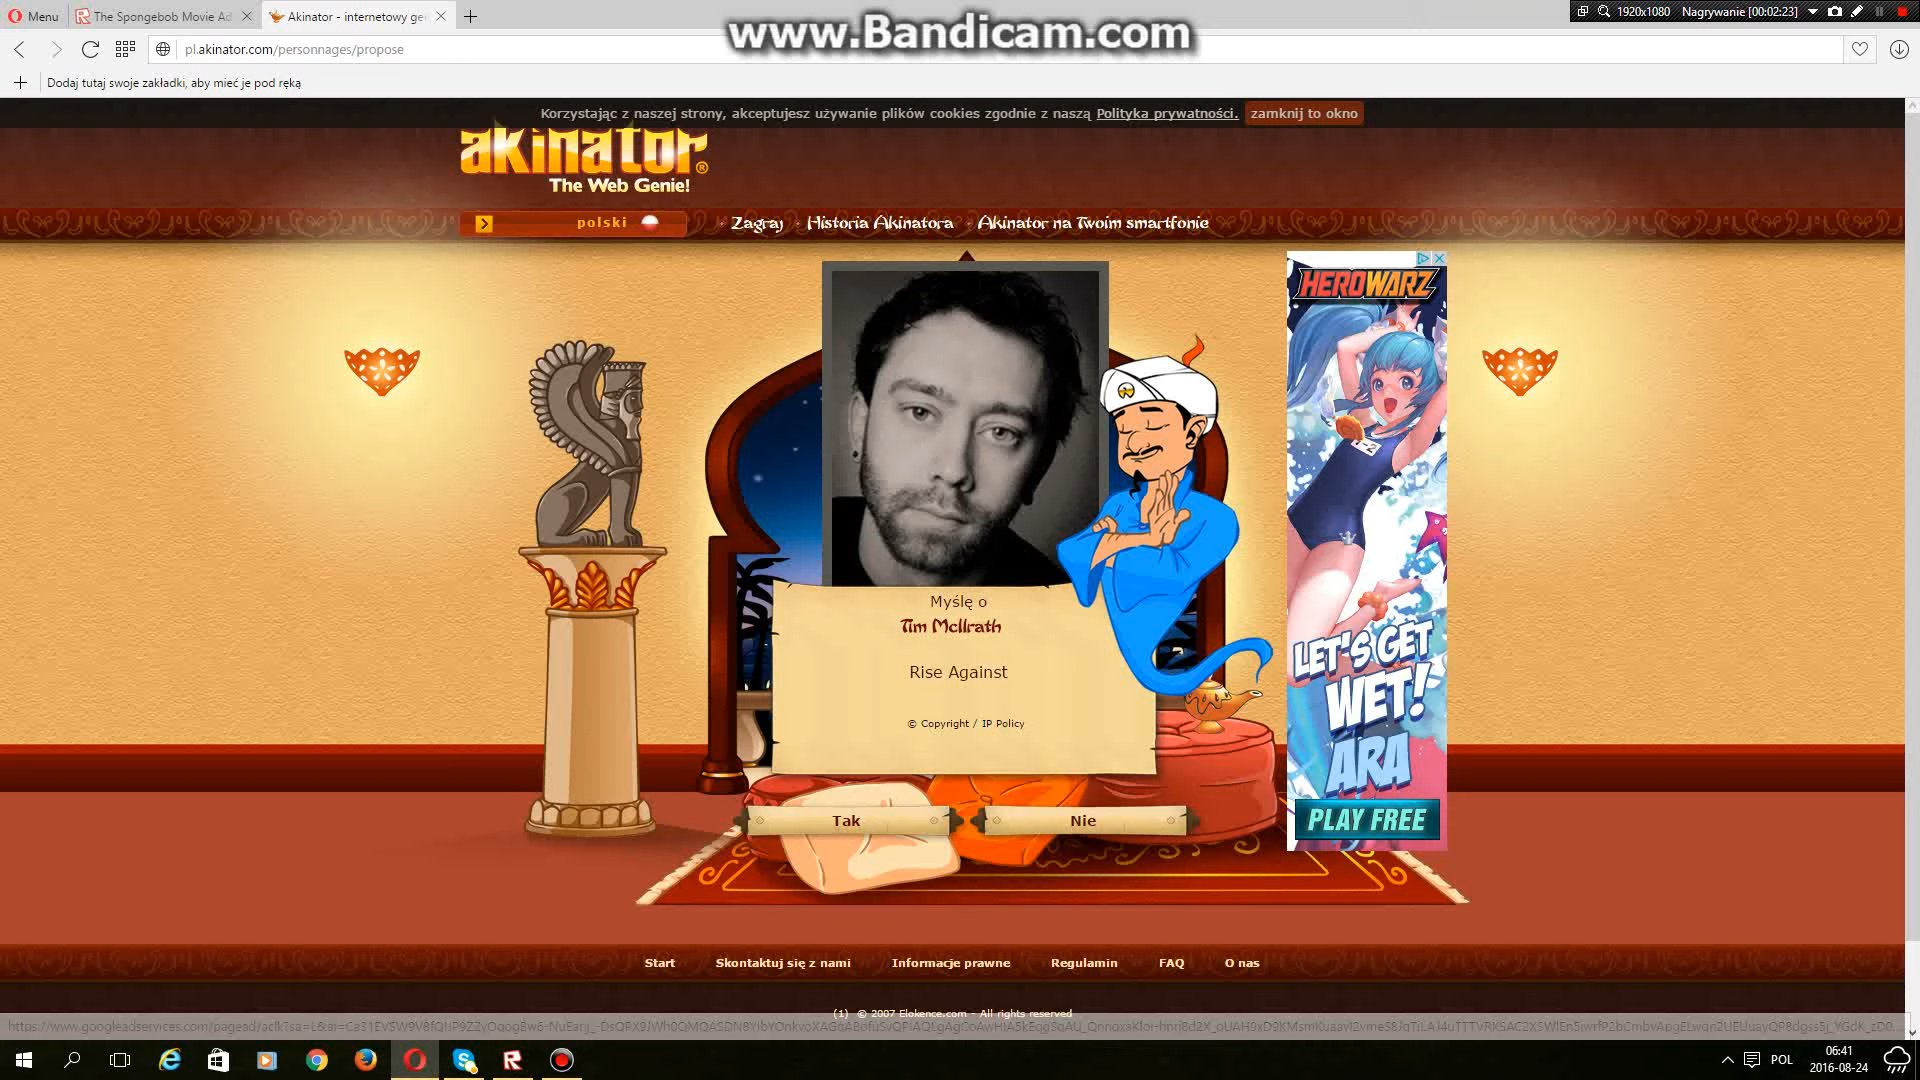 Menu
The Spongebob Movie Ad
Akinator - internetowy ge
www.Bandicam.com
1920x1080
Nagrywanie [00:02:23]
pl.akinator.com/personnages/propose
Dodaj tutaj swoje zakładki, aby mieć je pod ręką
Korzystając z naszej strony, akceptujesz używanie plików cookies zgodnie z naszą Polityka prywatności. zamknij to okno
akinator®
The Web Genie!
polski
Zagraj
Historia Akinatora
Akinator na Twoim smartfonie
HEROWARZ
Myślę o
Tim McIlrath
Rise Against
© Copyright / IP Policy
LET'S GET
WET!
ARA
PLAY FREE
Tak
Nie
Start
Skontaktuj się z nami
Informacje prawne
Regulamin
FAQ
O nas
(1) © 2007 Elokence.com - All rights reserved
POL
06:41
2016-08-24